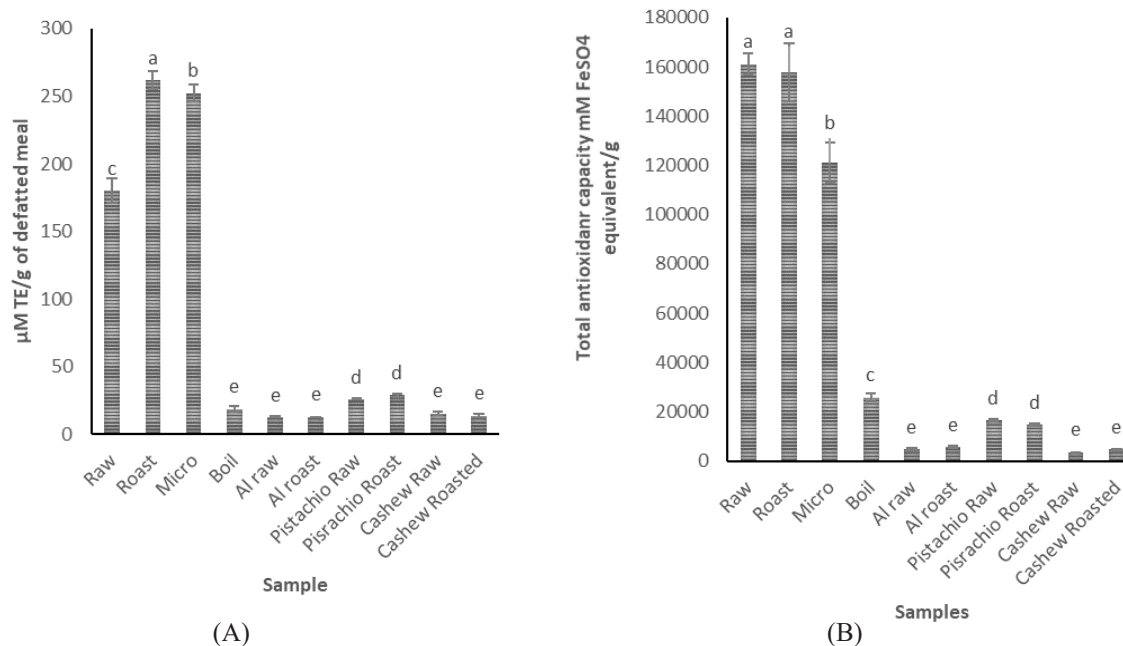 300
250
200
150
100
50
0
µM TE/g of defatted meal
c
a
b
e
e
e
d
d
e
e
Raw
Roast
Micro
Boil
Al raw
Al roast
Pistachio Raw
Pisrachio Roast
Cashew Raw
Cashew Roasted
Sample
(A)
180000
160000
140000
120000
100000
80000
60000
40000
20000
0
Total antioxidanr capacity mM FeSO4
equivalent/g
a
a
b
c
e
e
d
d
e
e
Raw
Roast
Micro
Boil
Al raw
Al roast
Pistachio Raw
Pisrachio Roast
Cashew Raw
Cashew Roasted
Samples
(B)